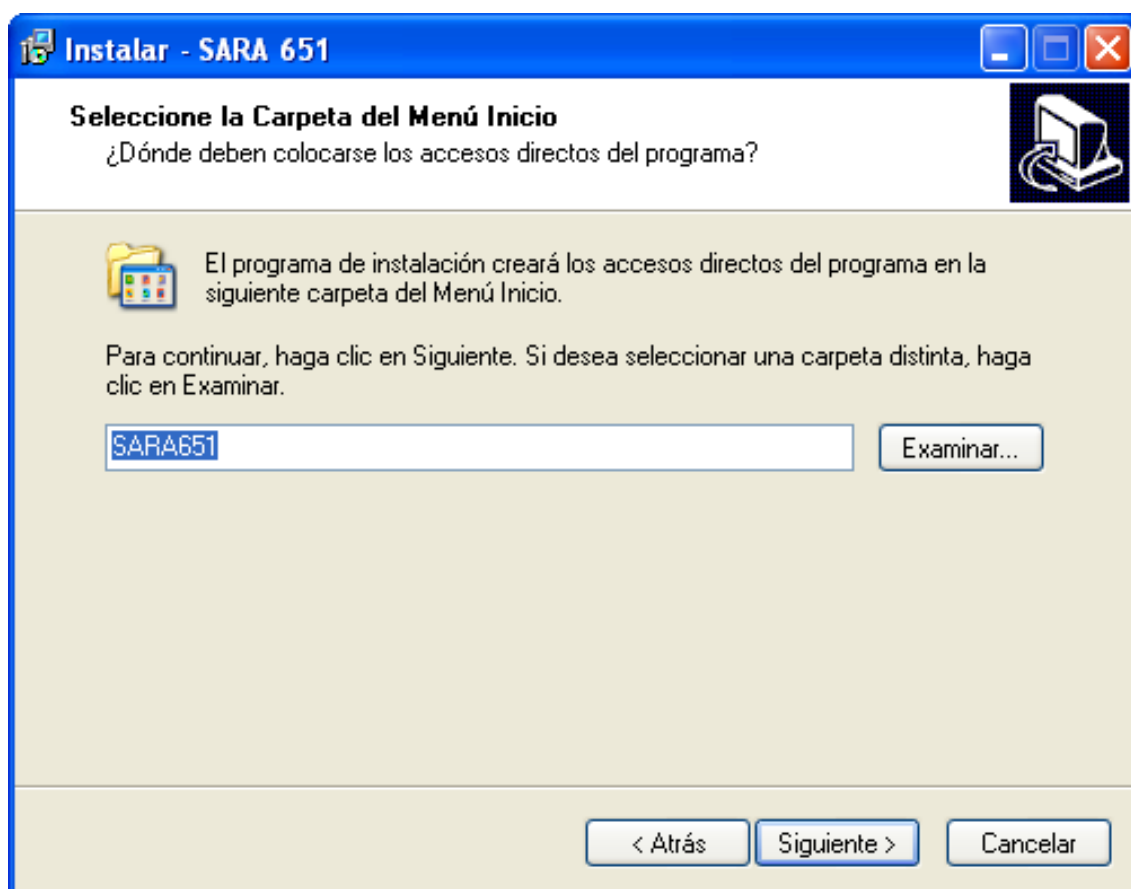 Instalar - SARA 651
Seleccione la Carpeta del Menú Inicio
¿Dónde deben colocarse los accesos directos del programa?
El programa de instalación creará los accesos directos del programa en la
siguiente carpeta del Menú Inicio.
Para continuar, haga clic en Siguiente. Si desea seleccionar una carpeta distinta, haga
clic en Examinar.
SARA651
Examinar...
< Atrás
Siguiente >
Cancelar